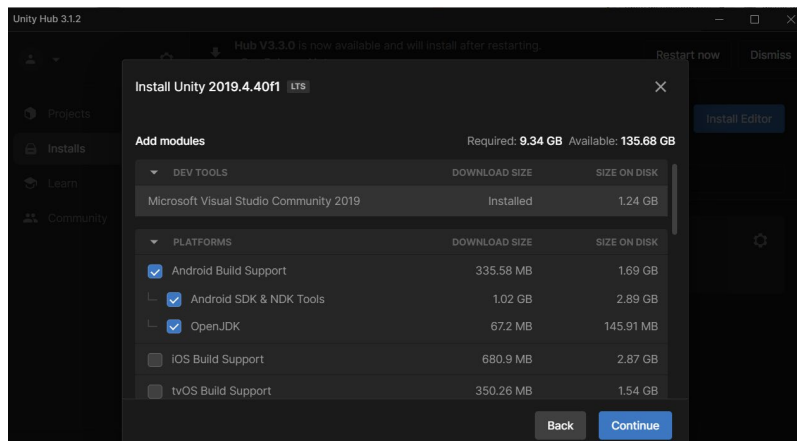 Unity Hub 3.1.2
Hub V3.3.0 is now available and will install after restarting.
Restart now Dismiss
Install Unity 2019.4.40f1 LTS
Projects
Install Editor
Add modules Required: 9.34 GB Available: 135.68 GB
Installs
DEV TOOLS DOWNLOAD SIZE SIZE ON DISK
Learn
Microsoft Visual Studio Community 2019 Installed 1.24 GB
Community
PLATFORMS DOWNLOAD SIZE SIZE ON DISK
Android Build Support 335.58 MB 1.69 GB
Android SDK & NDK Tools 1.02 GB 2.89 GB
OpenJDK 67.2 MB 145.91 MB
iOS Build Support 680.9 MB 2.87 GB
tvOS Build Support 350.26 MB 1.54 GB
Back Continue